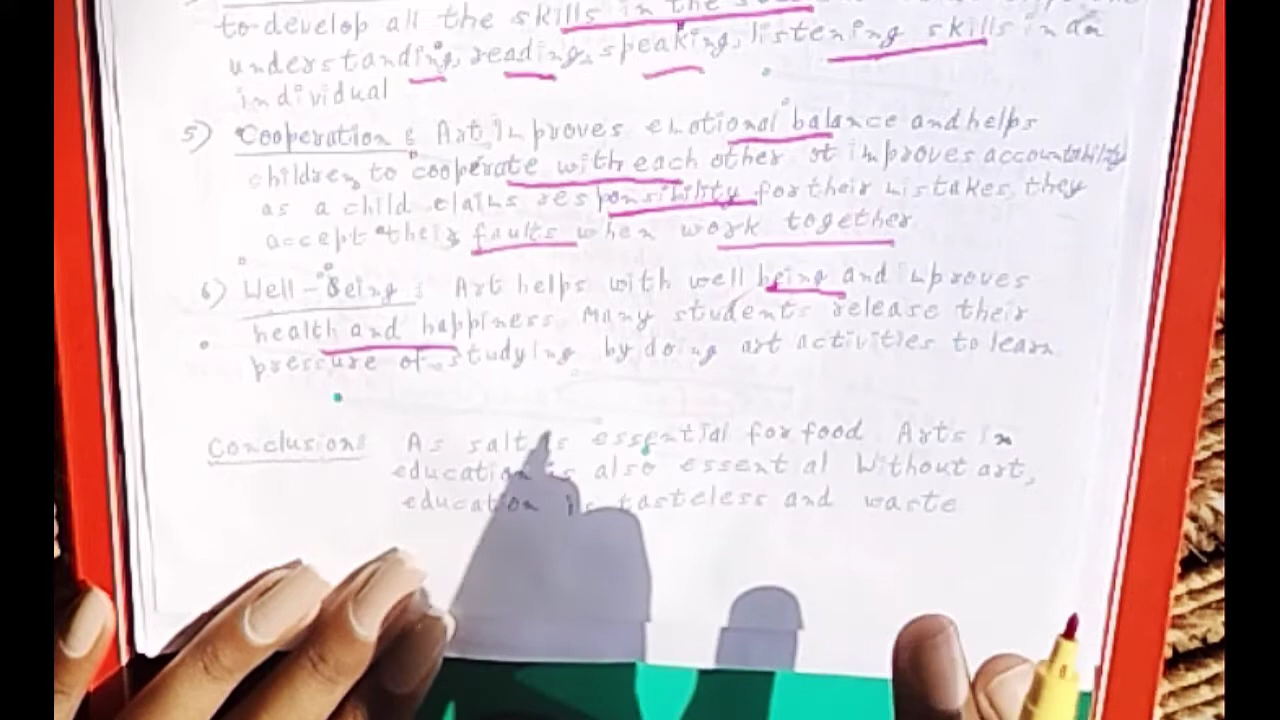 to develop all the skills in the
understanding, reading, speaking, listening skills in an
individual
5) Cooperation : Art improves emotional balance and helps
children to cooperate with each other It improves accountability
as a child claims responsibility for their mistakes, they
accept their faults when work together.
6) Well-Being : Art helps with well being and improves
health and happiness. Many students release their
pressure of studying by doing art activities to learn
Conclusion: As salt is essential for food Arts in
education is also essential Without art,
education is tasteless and waste